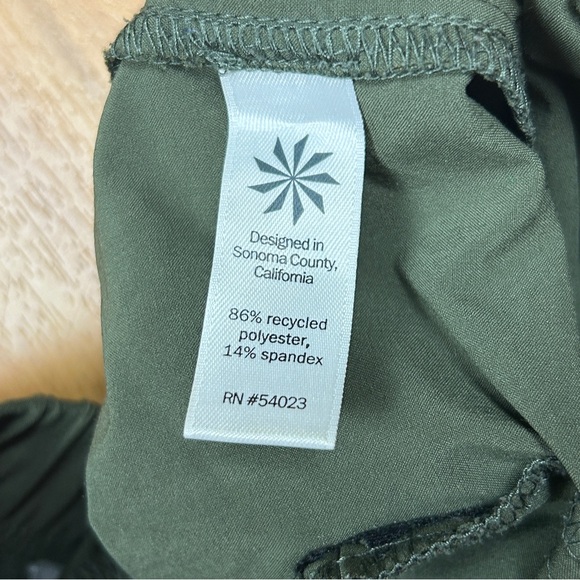 Designed in
Sonoma County,
California
86% recycled
polyester,
14% spandex
RN #54023